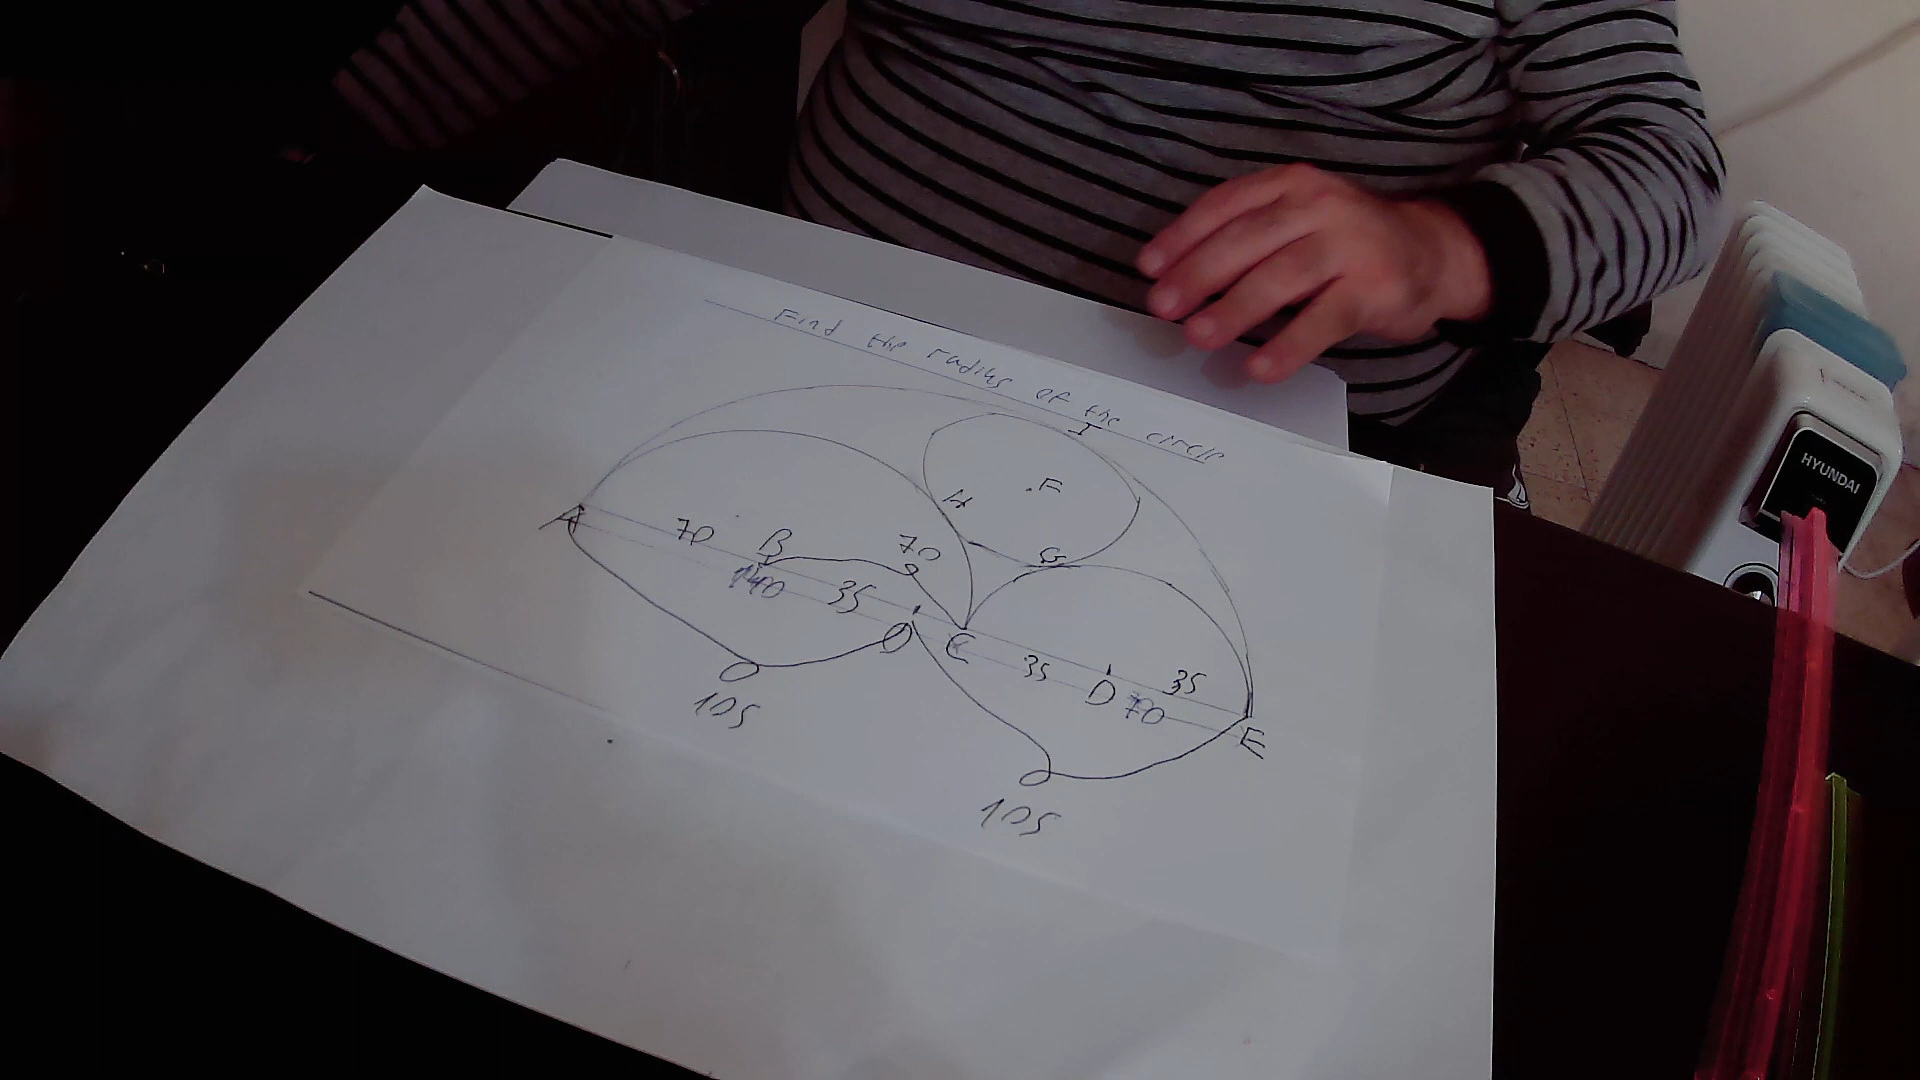 Find the radius of the circle
I
F
H
G
A
70
B
70
140
35
O
C
35
D
35
70
E
105
105
HYUNDAI